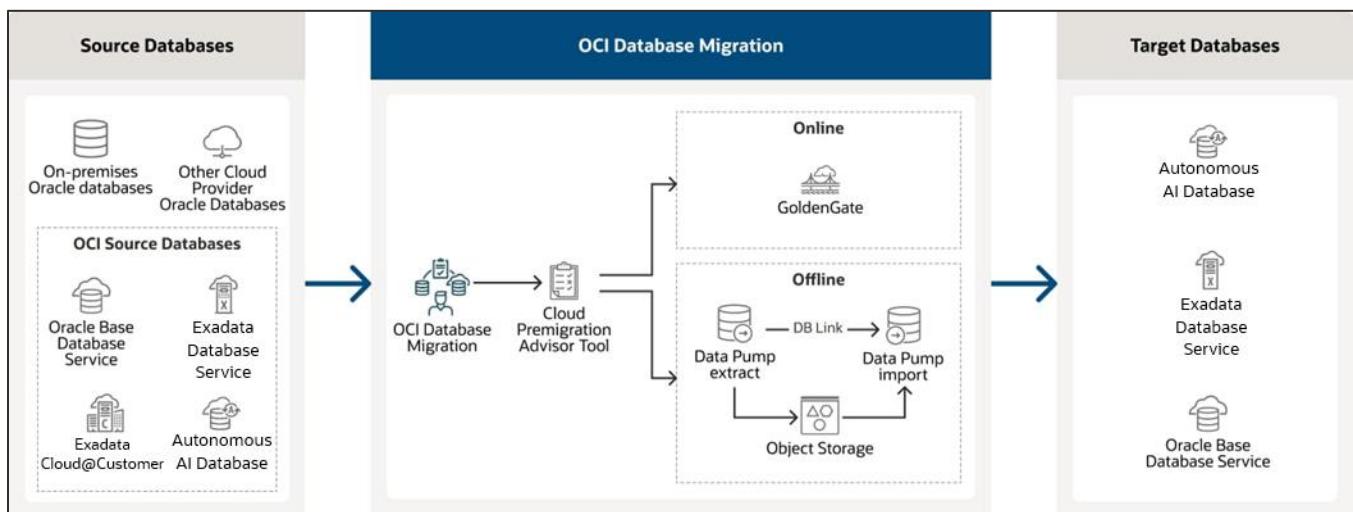 Source Databases
OCI Database Migration
Target Databases
On-premises
Oracle databases
Other Cloud
Provider
Oracle Databases
OCI Source Databases
Oracle Base
Database
Service
X
Exadata
Database
Service
C
Exadata
Cloud@Customer
A
Autonomous
AI Database
OCI Database
Migration
Cloud
Premigration
Advisor Tool
Online
GoldenGate
Offline
Data Pump
extract
DB Link
Data Pump
import
Object Storage
A
Autonomous
AI Database
X
Exadata
Database
Service
Oracle Base
Database Service